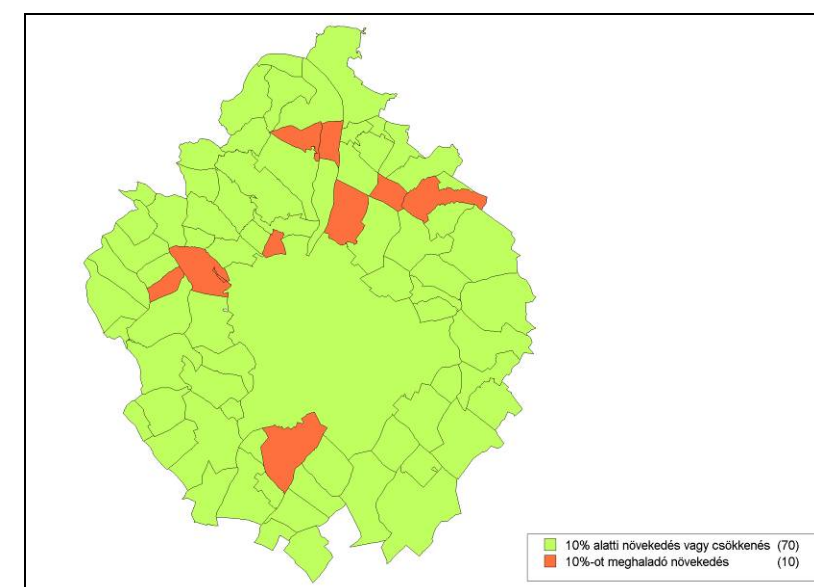 10% alatti növekedés vagy csökkenés (70)
10%-ot meghaladó növekedés (10)